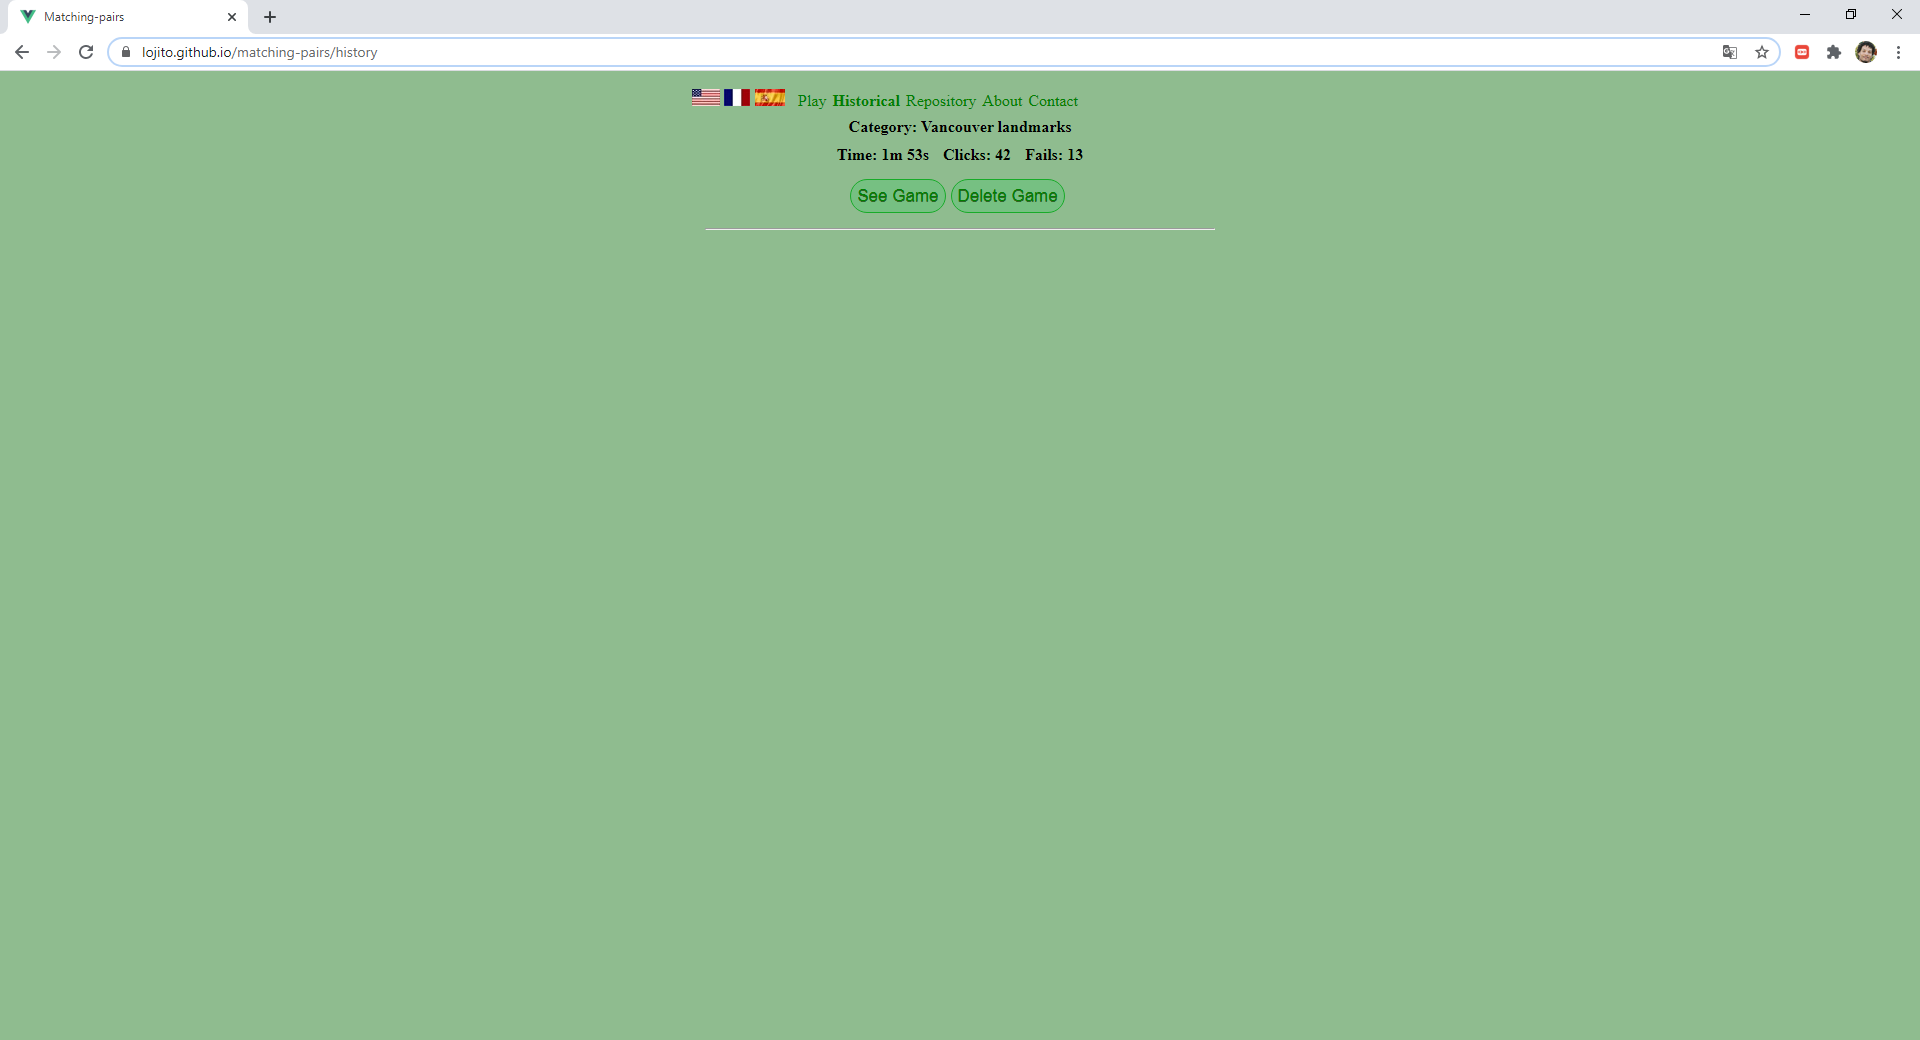 Matching-pairs
lojito.github.io/matching-pairs/history
Play Historical Repository About Contact
Category: Vancouver landmarks
Time: 1m 53s Clicks: 42 Fails: 13
See Game Delete Game